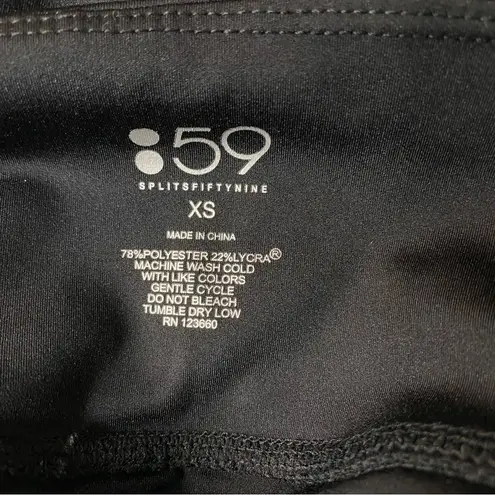 :59
SPLITSFIFTYNINE
XS
MADE IN CHINA
78%POLYESTER 22%LYCRA®
MACHINE WASH COLD
WITH LIKE COLORS
GENTLE CYCLE
DO NOT BLEACH
TUMBLE DRY LOW
RN 123660